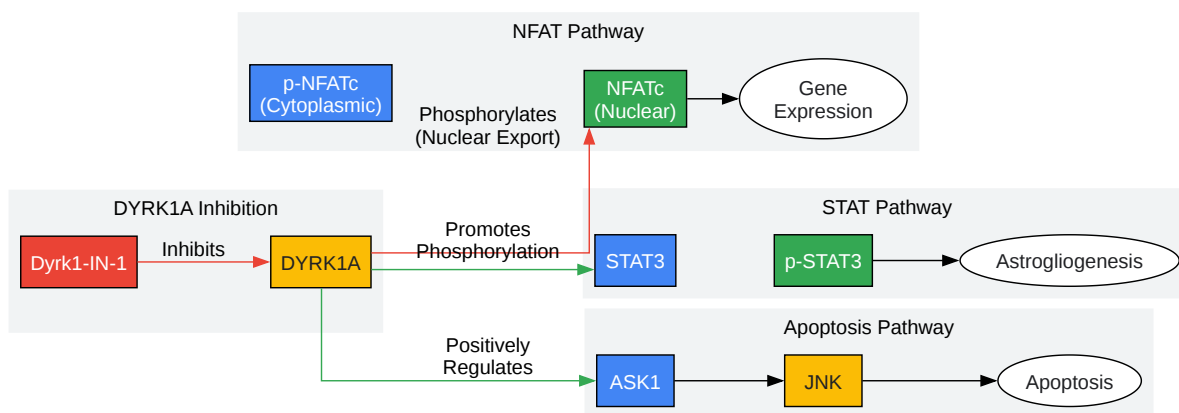 NFAT Pathway
p-NFATc
(Cytoplasmic)
NFATc
(Nuclear)
Gene
Expression
Phosphorylates
(Nuclear Export)
DYRK1A Inhibition
Dyrk1-IN-1
Inhibits
DYRK1A
Promotes
Phosphorylation
STAT Pathway
STAT3
p-STAT3
Astrogliogenesis
Positively
Regulates
Apoptosis Pathway
ASK1
JNK
Apoptosis